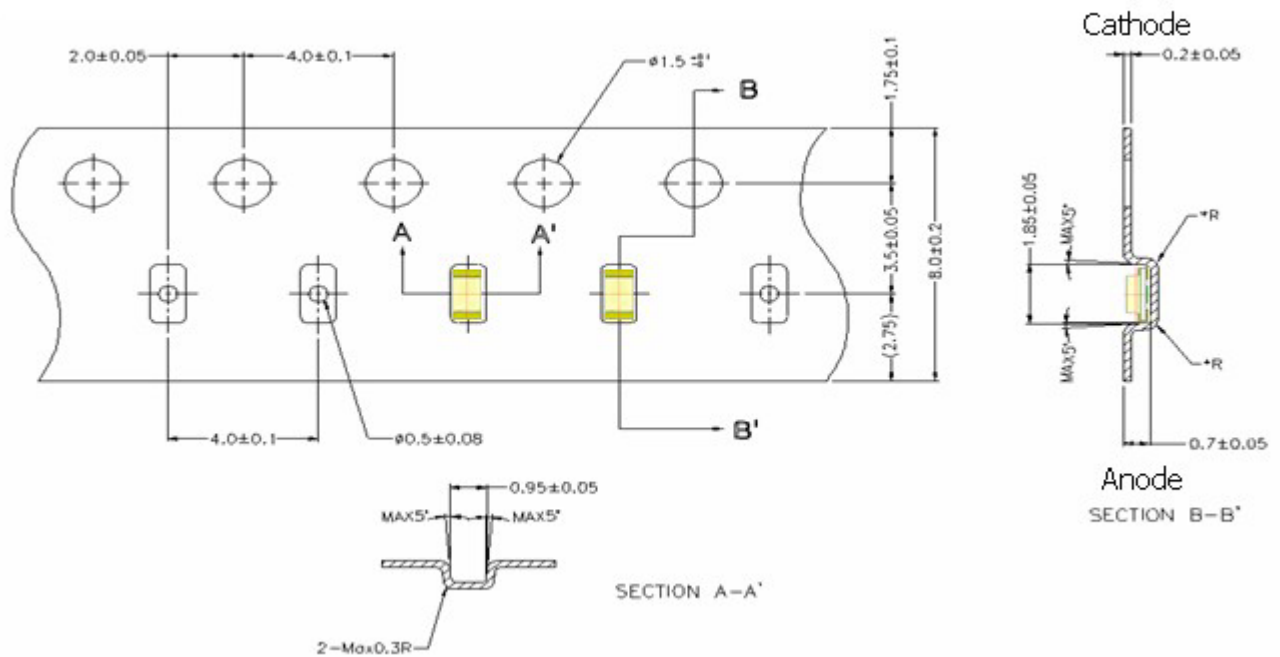 Cathode
2.0±0.05
4.0±0.1
ø1.5
B
1.75±0.1
0.2±0.05
A
A'
3.5±0.05
8.0±0.2
1.85±0.05
MAX5°
*R
(2.75)
MAX5°
*R
4.0±0.1
ø0.5±0.08
B'
0.7±0.05
Anode
SECTION B-B'
0.95±0.05
MAX5°
MAX5°
SECTION A-A'
2-Max0.3R